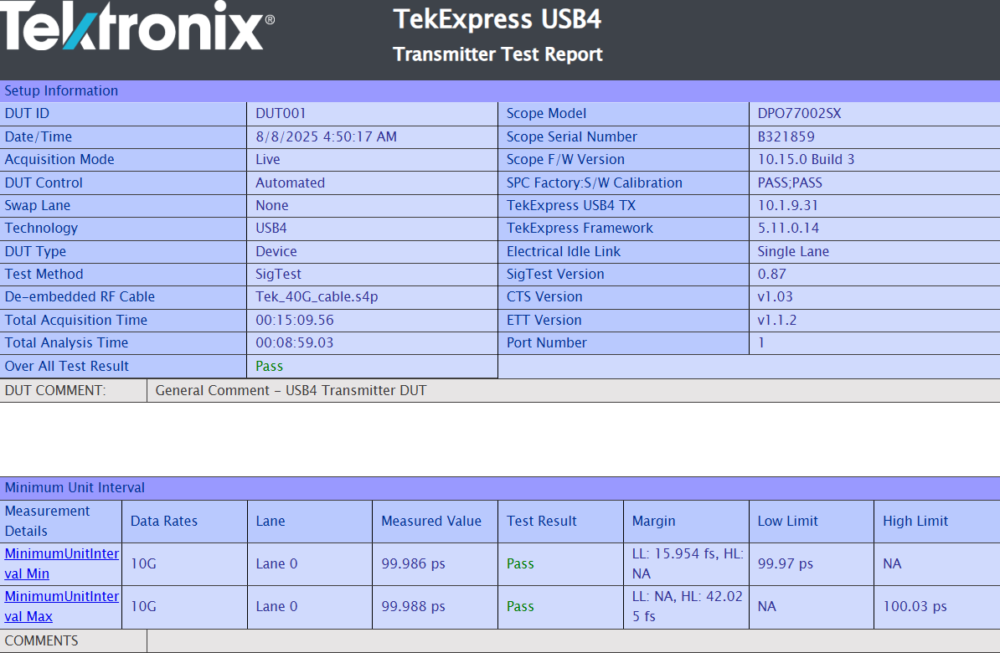 Tektronix®
TekExpress USB4
Transmitter Test Report
Setup Information
DUT ID DUT001 Scope Model DPO77002SX
Date/Time 8/8/2025 4:50:17 AM Scope Serial Number B321859
Acquisition Mode Live Scope F/W Version 10.15.0 Build 3
DUT Control Automated SPC Factory:S/W Calibration PASS;PASS
Swap Lane None TekExpress USB4 TX 10.1.9.31
Technology USB4 TekExpress Framework 5.11.0.14
DUT Type Device Electrical Idle Link Single Lane
Test Method SigTest SigTest Version 0.87
De-embedded RF Cable Tek_40G_cable.s4p CTS Version v1.03
Total Acquisition Time 00:15:09.56 ETT Version v1.1.2
Total Analysis Time 00:08:59.03 Port Number 1
Over All Test Result Pass
DUT COMMENT: General Comment - USB4 Transmitter DUT
Minimum Unit Interval
Measurement
Details
Data Rates
Lane
Measured Value
Test Result
Margin
Low Limit
High Limit
MinimumUnitInter
val Min
10G
Lane 0
99.986 ps
Pass
LL: 15.954 fs, HL:
NA
99.97 ps
NA
MinimumUnitInter
val Max
10G
Lane 0
99.988 ps
Pass
LL: NA, HL: 42.02
5 fs
NA
100.03 ps
COMMENTS